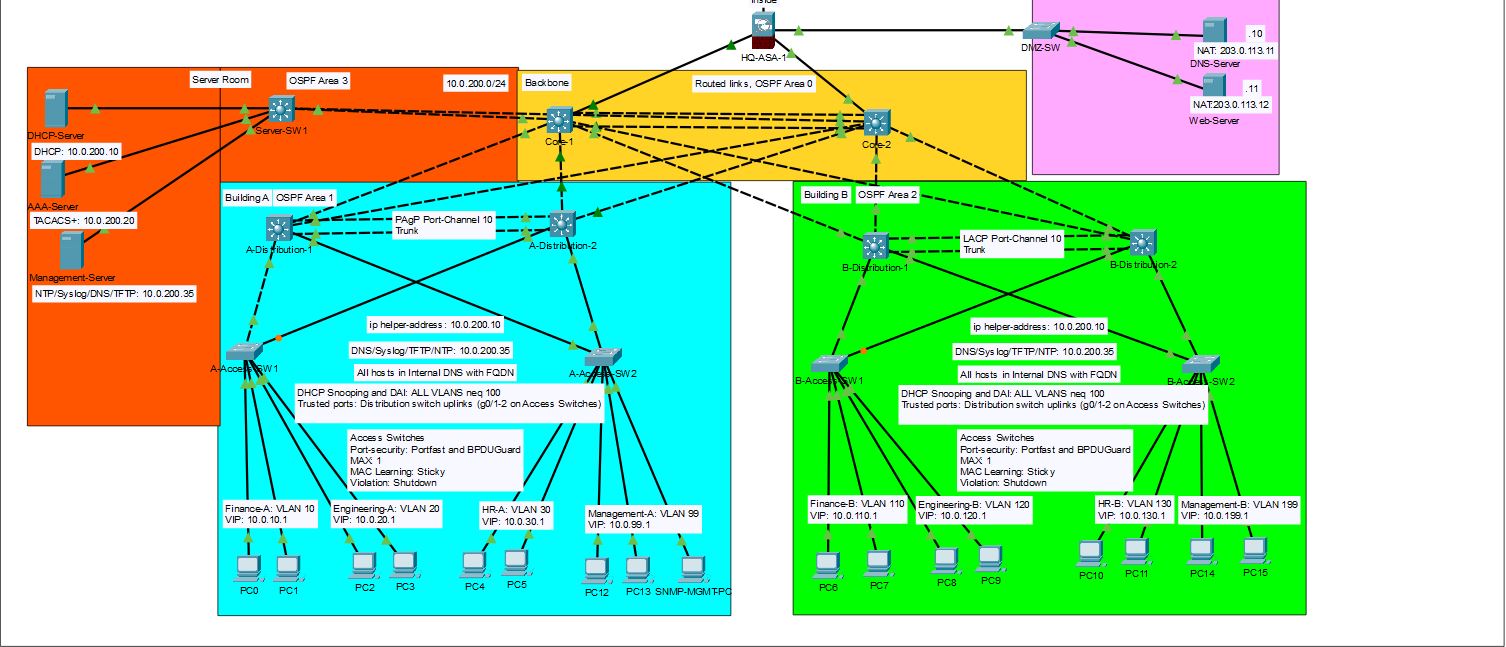 Inside
HQ-ASA-1
DMZ-SW
.10
NAT: 203.0.113.11
DNS-Server
.11
NAT:203.0.113.12
Web-Server
Server Room
OSPF Area 3
10.0.200.0/24
Backbone
Routed links, OSPF Area 0
DHCP-Server
DHCP: 10.0.200.10
Server-SW1
Core-1
Core-2
AAA-Server
TACACS+: 10.0.200.20
Management-Server
NTP/Syslog/DNS/TFTP: 10.0.200.35
Building A
OSPF Area 1
A-Distribution-1
PAgP Port-Channel 10
Trunk
A-Distribution-2
ip helper-address: 10.0.200.10
DNS/Syslog/TFTP/NTP: 10.0.200.35
All hosts in Internal DNS with FQDN
A-Access-SW1
A-Access-SW2
DHCP Snooping and DAI: ALL VLANS neq 100
Trusted ports: Distribution switch uplinks (g0/1-2 on Access Switches)
Access Switches
Port-security: Portfast and BPDUGuard
MAX: 1
MAC Learning: Sticky
Violation: Shutdown
Finance-A: VLAN 10
VIP: 10.0.10.1
Engineering-A: VLAN 20
VIP: 10.0.20.1
HR-A: VLAN 30
VIP: 10.0.30.1
Management-A: VLAN 99
VIP: 10.0.99.1
PC0
PC1
PC2
PC3
PC4
PC5
PC12
PC13
SNMP-MGMT-PC
Building B
OSPF Area 2
B-Distribution-1
LACP Port-Channel 10
Trunk
B-Distribution-2
ip helper-address: 10.0.200.10
DNS/Syslog/TFTP/NTP: 10.0.200.35
All hosts in Internal DNS with FQDN
B-Access-SW1
B-Access-SW2
DHCP Snooping and DAI: ALL VLANS neq 100
Trusted ports: Distribution switch uplinks (g0/1-2 on Access Switches)
Access Switches
Port-security: Portfast and BPDUGuard
MAX: 1
MAC Learning: Sticky
Violation: Shutdown
Finance-B: VLAN 110
VIP: 10.0.110.1
Engineering-B: VLAN 120
VIP: 10.0.120.1
HR-B: VLAN 130
VIP: 10.0.130.1
Management-B: VLAN 199
VIP: 10.0.199.1
PC6
PC7
PC8
PC9
PC10
PC11
PC14
PC15